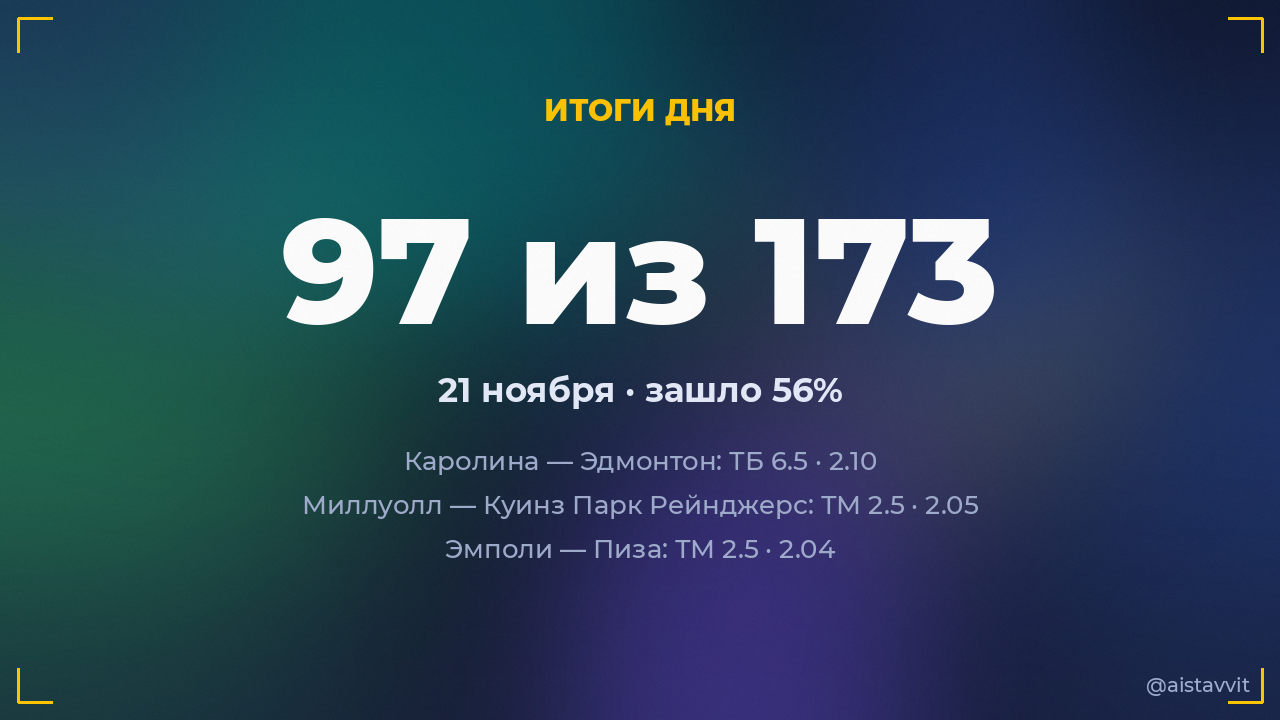 ИТОГИ ДНЯ
97 из 173
21 ноября · зашло 56%
Каролина — Эдмонтон: ТБ 6.5 · 2.10
Миллуолл — Куинз Парк Рейнджерс: ТМ 2.5 · 2.05
Эмполи — Пиза: ТМ 2.5 · 2.04
@aistavvit